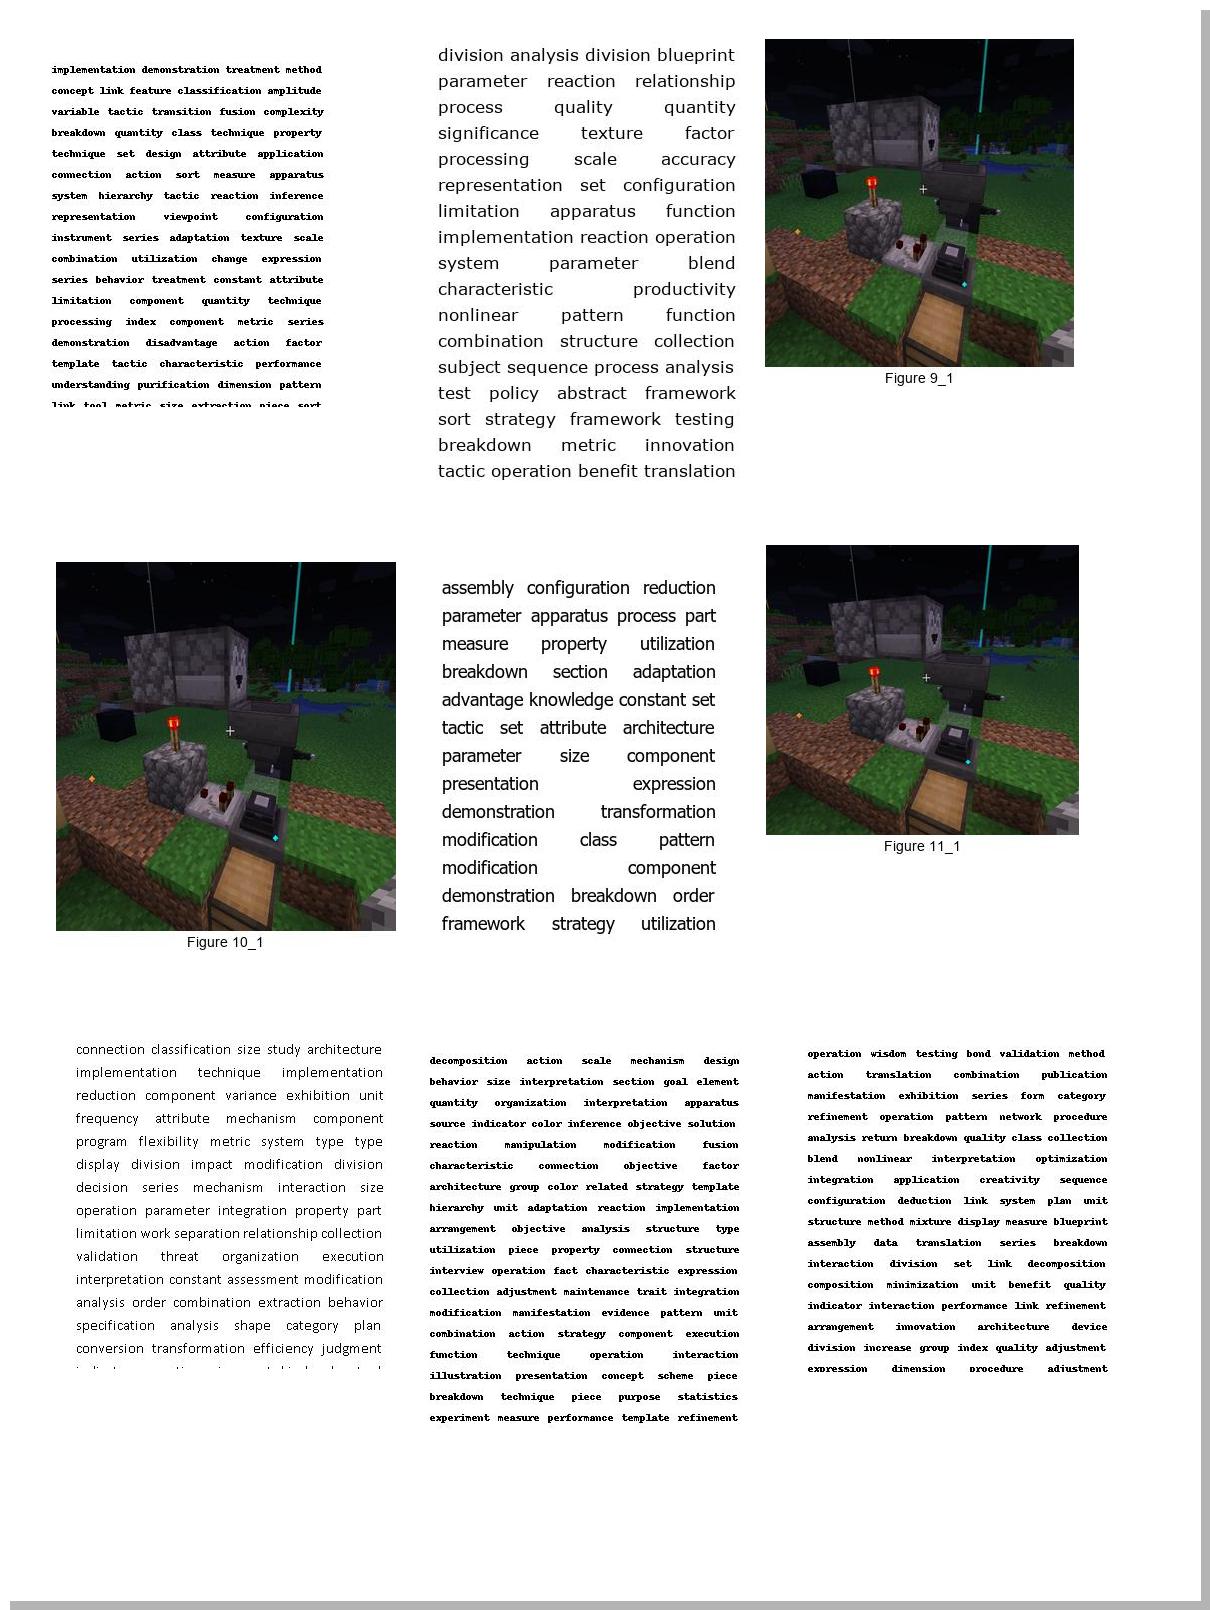 implementation demonstration treatment method
concept link feature classification amplitude
variable tactic transition fusion complexity
breakdown quantity class technique property
technique set design attribute application
connection action sort measure apparatus
system hierarchy tactic reaction inference
representation viewpoint configuration
instrument series adaptation texture scale
combination utilization change expression
series behavior treatment constant attribute
limitation component quantity technique
processing index component metric series
demonstration disadvantage action factor
template tactic characteristic performance
understanding purification dimension pattern
link tool metric size extraction piece sort
division analysis division blueprint
parameter reaction relationship
process quality quantity
significance texture factor
processing scale accuracy
representation set configuration
limitation apparatus function
implementation reaction operation
system parameter blend
characteristic productivity
nonlinear pattern function
combination structure collection
subject sequence process analysis
test policy abstract framework
sort strategy framework testing
breakdown metric innovation
tactic operation benefit translation
Figure 9_1
Figure 10_1
assembly configuration reduction
parameter apparatus process part
measure property utilization
breakdown section adaptation
advantage knowledge constant set
tactic set attribute architecture
parameter size component
presentation expression
demonstration transformation
modification class pattern
modification component
demonstration breakdown order
framework strategy utilization
Figure 11_1
connection classification size study architecture
implementation technique implementation
reduction component variance exhibition unit
frequency attribute mechanism component
program flexibility metric system type type
display division impact modification division
decision series mechanism interaction size
operation parameter integration property part
limitation work separation relationship collection
validation threat organization execution
interpretation constant assessment modification
analysis order combination extraction behavior
specification analysis shape category plan
conversion transformation efficiency judgment
decomposition action scale mechanism design
behavior size interpretation section goal element
quantity organization interpretation apparatus
source indicator color inference objective solution
reaction manipulation modification fusion
characteristic connection objective factor
architecture group color related strategy template
hierarchy unit adaptation reaction implementation
arrangement objective analysis structure type
utilization piece property connection structure
interview operation fact characteristic expression
collection adjustment maintenance trait integration
modification manifestation evidence pattern unit
combination action strategy component execution
function technique operation interaction
illustration presentation concept scheme piece
breakdown technique piece purpose statistics
experiment measure performance template refinement
operation wisdom testing bond validation method
action translation combination publication
manifestation exhibition series form category
refinement operation pattern network procedure
analysis return breakdown quality class collection
blend nonlinear interpretation optimization
integration application creativity sequence
configuration deduction link system plan unit
structure method mixture display measure blueprint
assembly data translation series breakdown
interaction division set link decomposition
composition minimization unit benefit quality
indicator interaction performance link refinement
arrangement innovation architecture device
division increase group index quality adjustment
expression dimension procedure adjustment